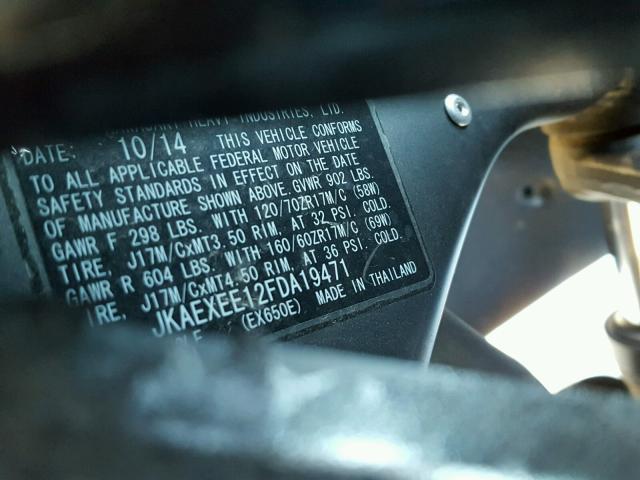 HEAVY INDUSTRIES, LTD.
DATE: 10/14 THIS VEHICLE CONFORMS
TO ALL APPLICABLE FEDERAL MOTOR VEHICLE
SAFETY STANDARDS IN EFFECT ON THE DATE
OF MANUFACTURE SHOWN ABOVE. GVWR 902 LBS.
GAWR F 298 LBS. WITH 120/70ZR17M/C (58W)
TIRE, J17M/CxMT3.50 RIM, AT 32 PSI. COLD.
GAWR R 604 LBS. WITH 160/60ZR17M/C (69W)
IRE, J17M/CxMT4.50 RIM, AT 36 PSI. COLD.
JKAEXEE12FDA19471
LE (EX650E) MADE IN THAILAND